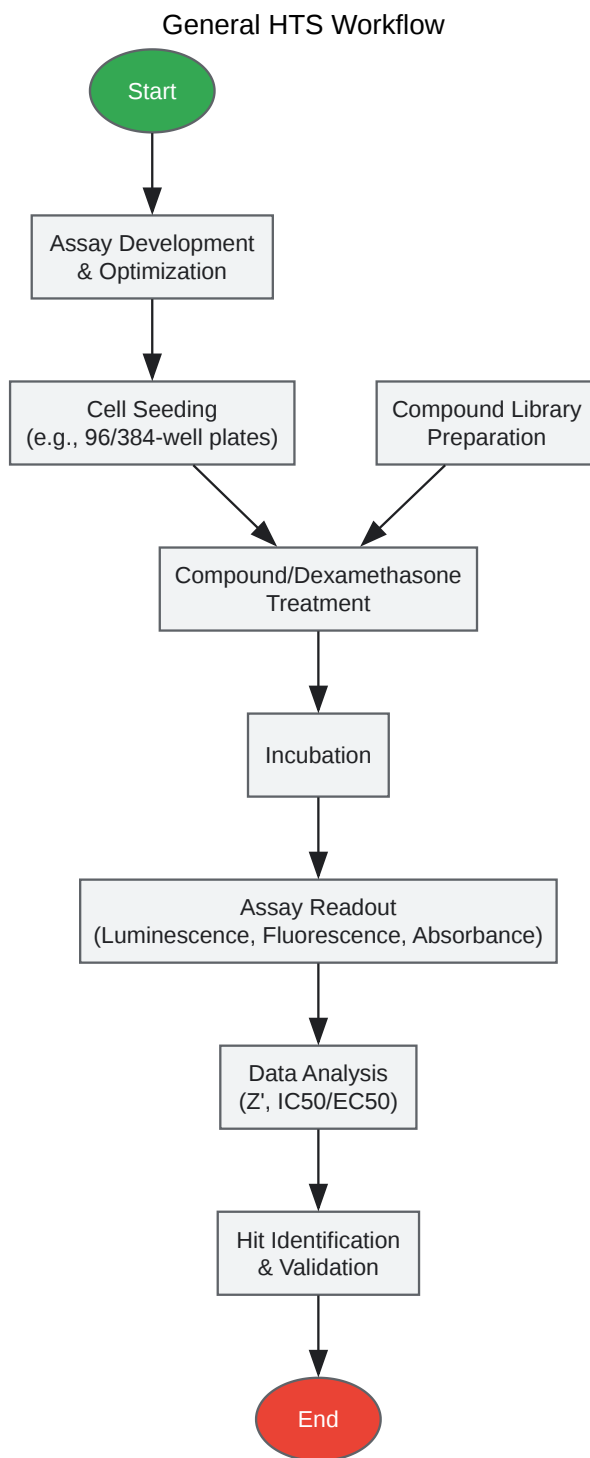 General HTS Workflow
Start
Assay Development
& Optimization
Cell Seeding
(e.g., 96/384-well plates)
Compound Library
Preparation
Compound/Dexamethasone
Treatment
Incubation
Assay Readout
(Luminescence, Fluorescence, Absorbance)
Data Analysis
(Z', IC50/EC50)
Hit Identification
& Validation
End